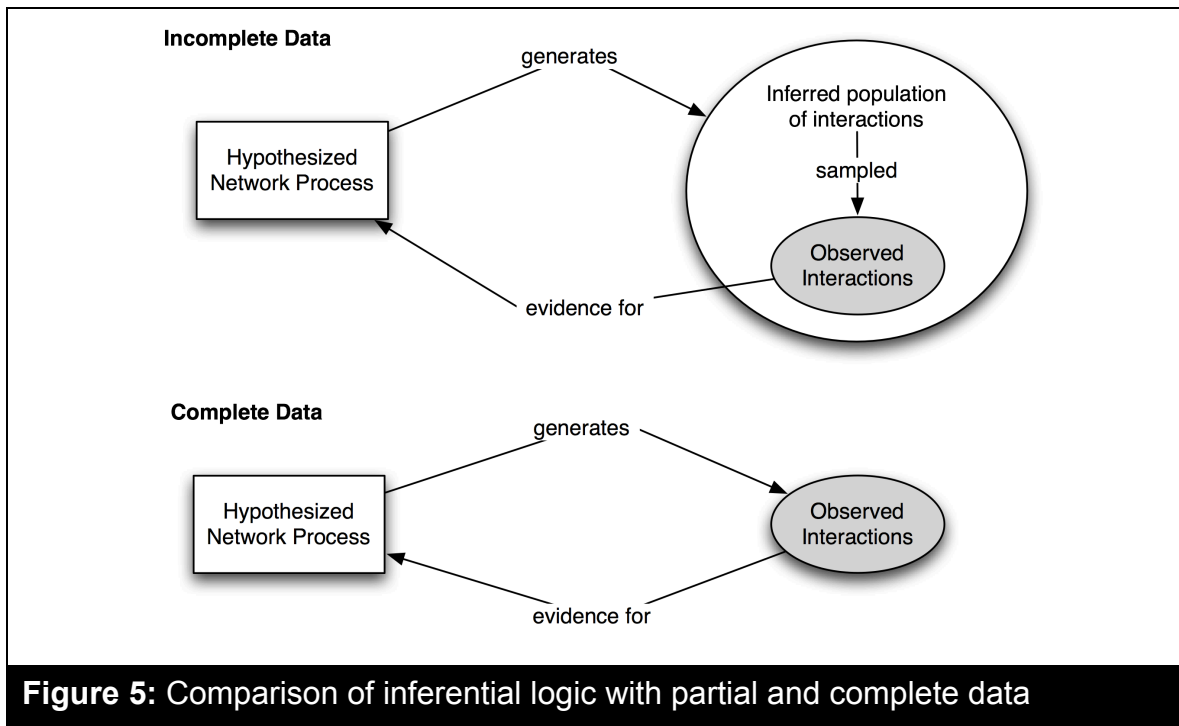 Incomplete Data
generates
Inferred population
of interactions
Hypothesized
Network Process
sampled
Observed
Interactions
evidence for
Complete Data
generates
Hypothesized
Network Process
Observed
Interactions
evidence for
Figure 5: Comparison of inferential logic with partial and complete data